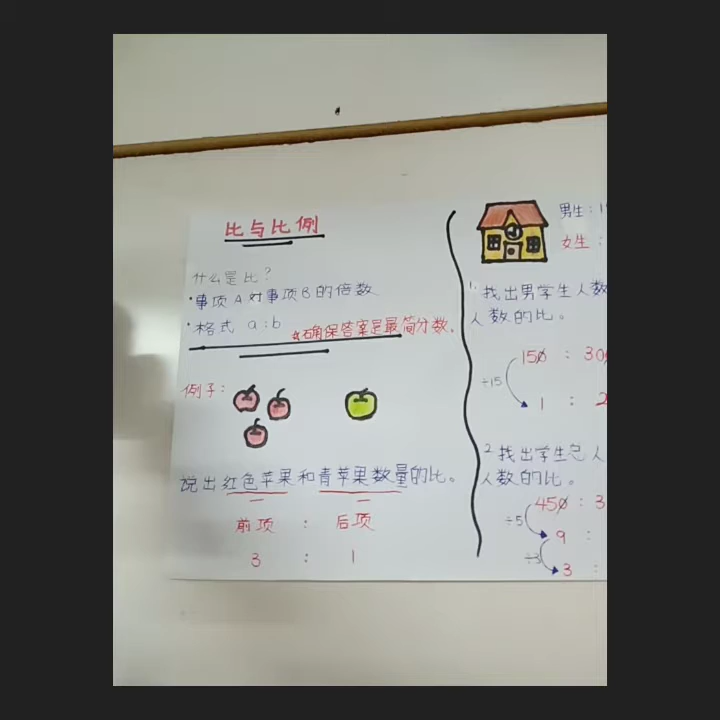 比与比例
什么是比?
·事项A对事项B的倍数
·格式 a:b
☆确保答案是最简分数。
例子:
说出红色苹果和青苹果数量的比。
前项 : 后项
3 : 1
男生:1
女生:
1. 找出男学生人数
人数的比。
150 : 30
÷15
1 : 2
2. 找出学生总人
人数的比。
450 : 3
÷5
9 :
÷3
3 :